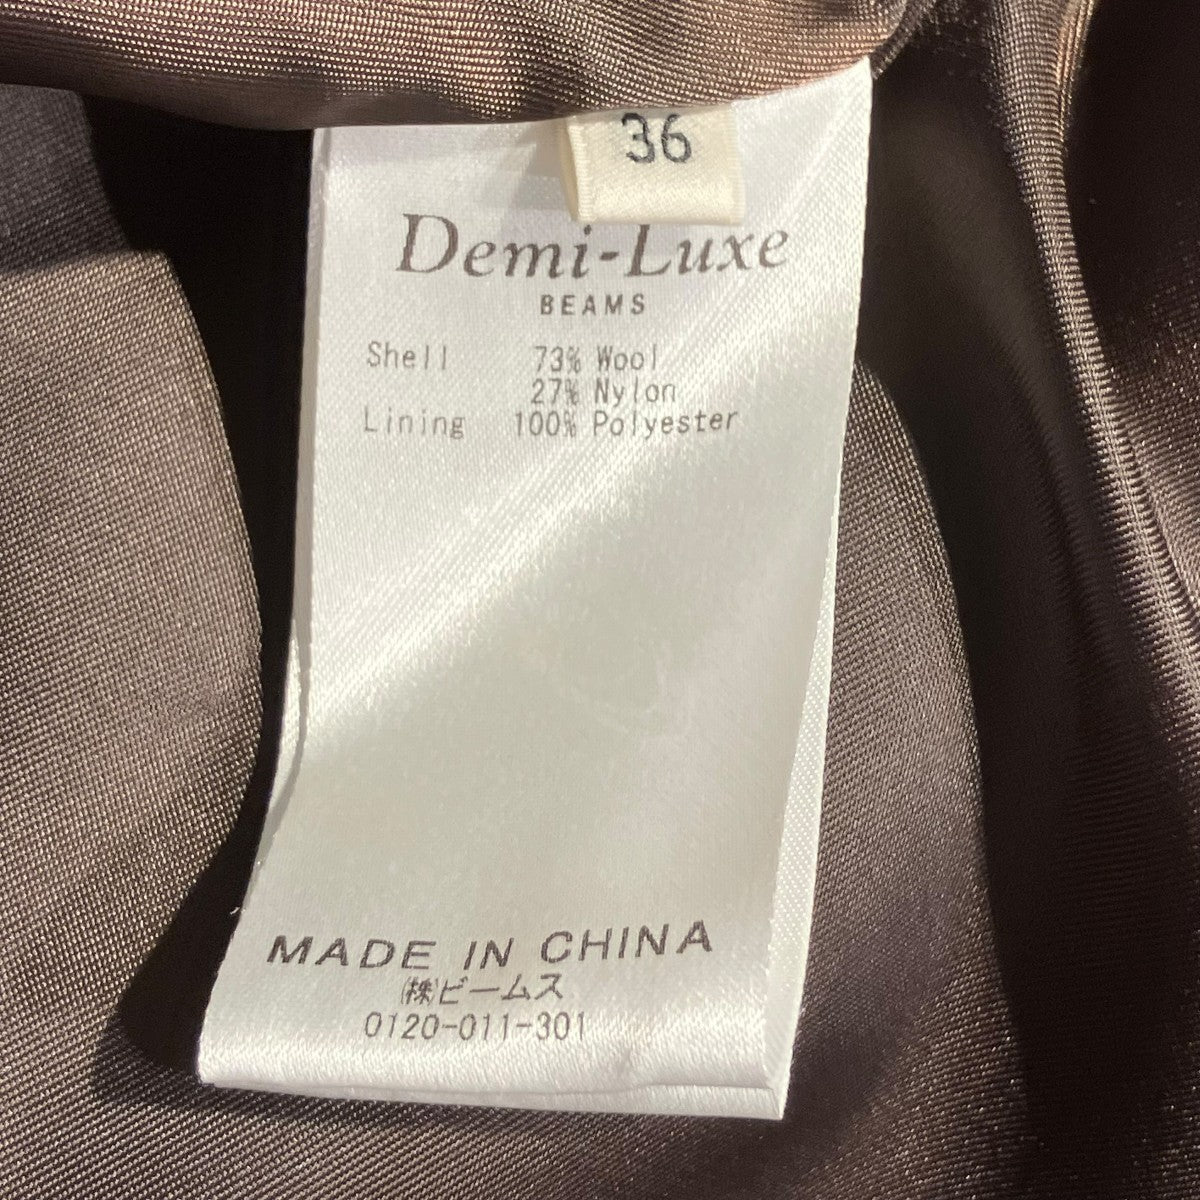 36
Demi-Luxe
BEAMS
Shell 73% Wool
27% Nylon
Lining 100% Polyester
MADE IN CHINA
㈱ビームス
0120-011-301